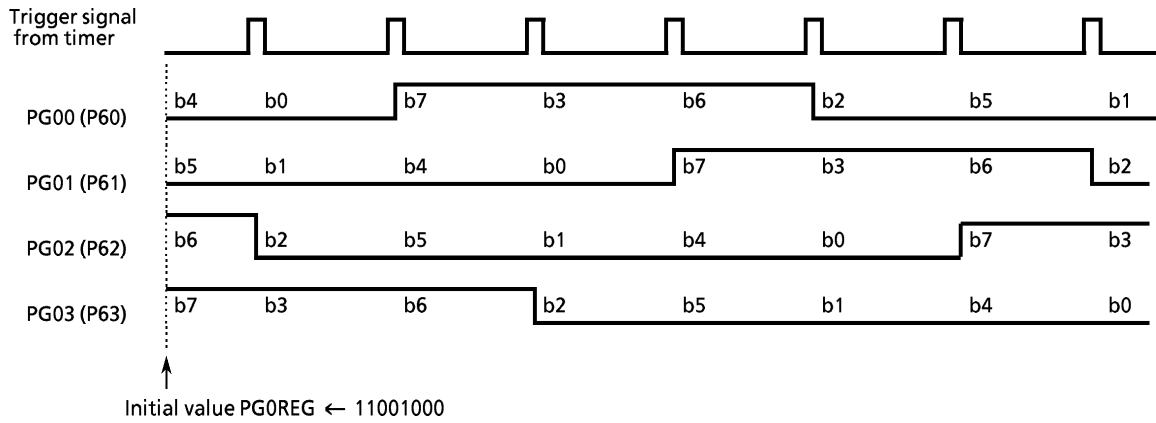 Trigger signal
from timer
PG00 (P60) b4 b0 b7 b3 b6 b2 b5 b1
PG01 (P61) b5 b1 b4 b0 b7 b3 b6 b2
PG02 (P62) b6 b2 b5 b1 b4 b0 b7 b3
PG03 (P63) b7 b3 b6 b2 b5 b1 b4 b0
Initial value PG0REG ← 11001000